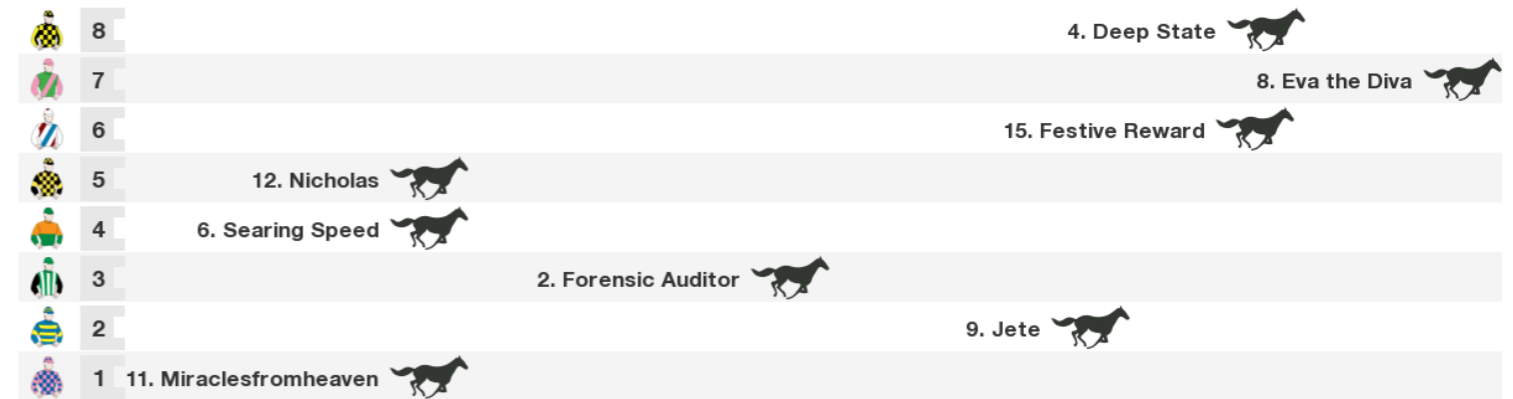 8 4. Deep State
7 8. Eva the Diva
6 15. Festive Reward
5 12. Nicholas
4 6. Searing Speed
3 2. Forensic Auditor
2 9. Jete
1 11. Miraclesfromheaven